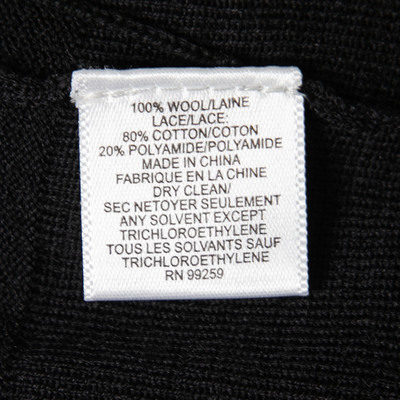 100% WOOL/LAINE
LACE/LACE:
80% COTTON/COTON
20% POLYAMIDE/POLYAMIDE
MADE IN CHINA
FABRIQUE EN LA CHINE
DRY CLEAN/
SEC NETOYER SEULEMENT
ANY SOLVENT EXCEPT
TRICHLOROETHYLENE
TOUS LES SOLVANTS SAUF
TRICHLOROETHYLENE
RN 99259